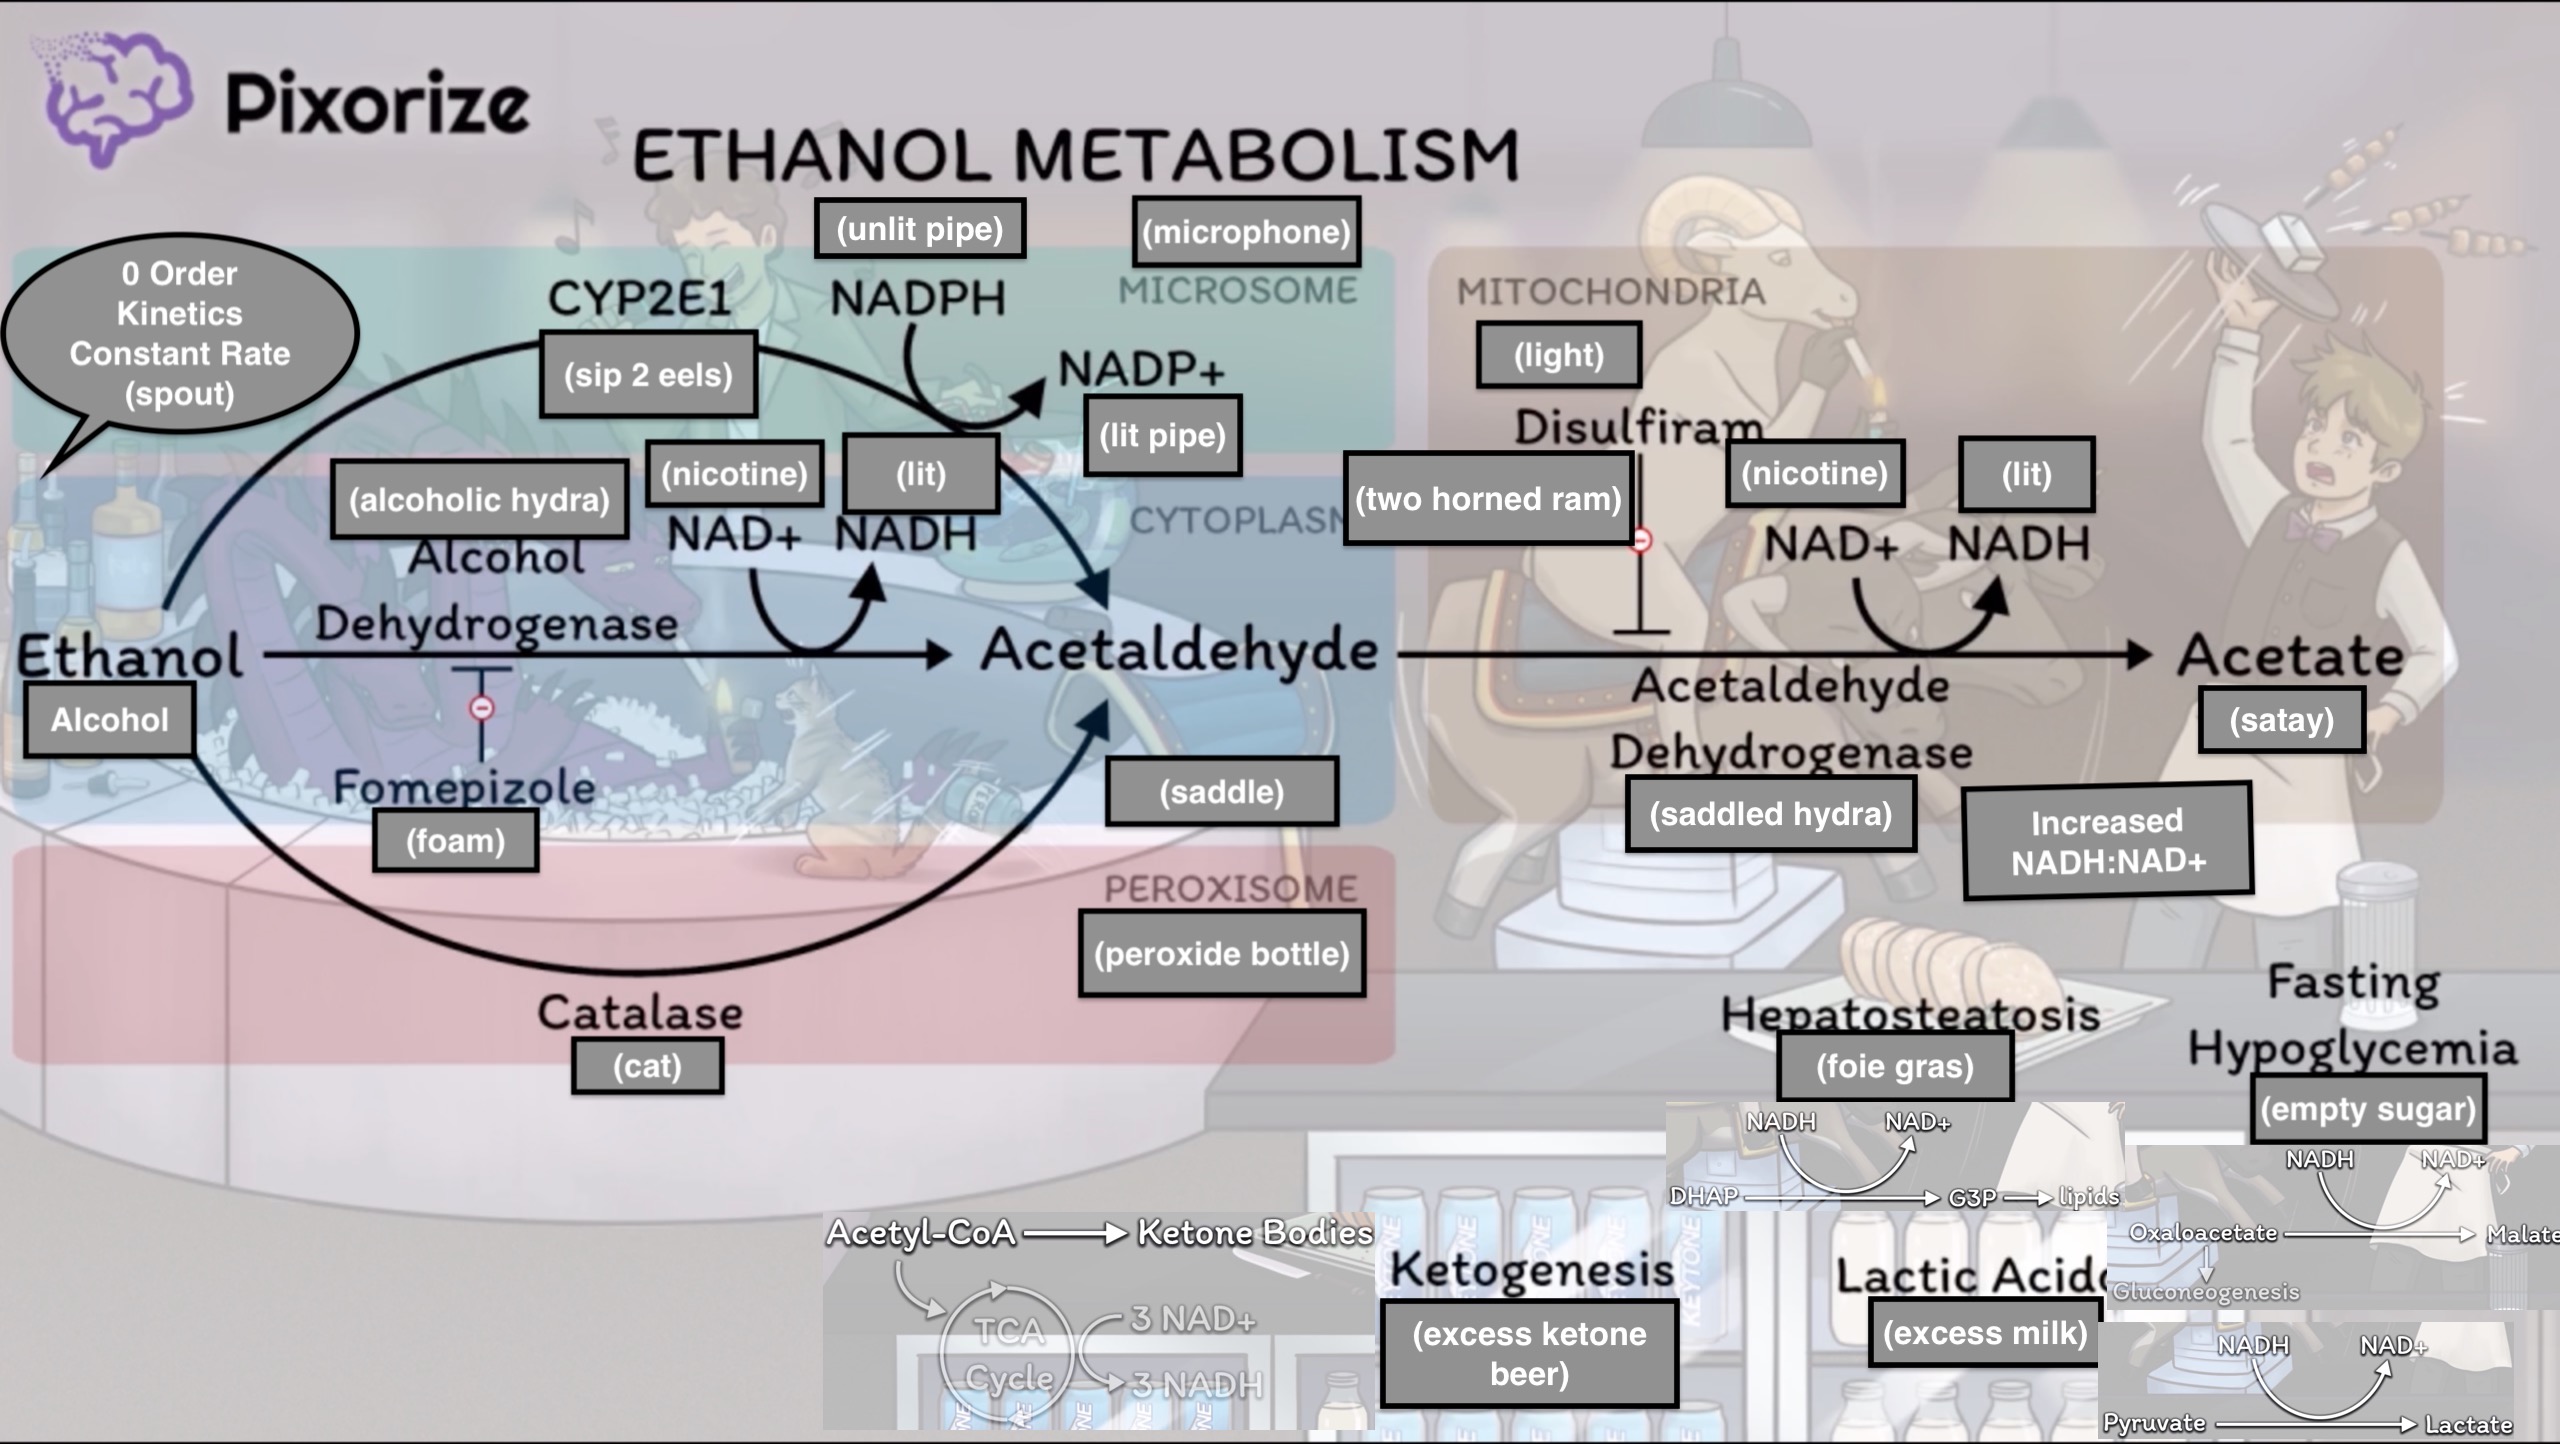 Pixorize
ETHANOL METABOLISM
(unlit pipe)
(microphone)
0 Order
Kinetics
Constant Rate
(spout)
CYP2E1
NADPH
MICROSOME
MITOCHONDRIA
(sip 2 eels)
(light)
NADP+
(lit pipe)
Disulfiram
(alcoholic hydra)
(nicotine)
(lit)
(two horned ram)
(nicotine)
(lit)
Alcohol
Dehydrogenase
NAD+
NADH
CYTOPLASM
NAD+
NADH
Ethanol
Alcohol
Acetaldehyde
Acetate
(satay)
Acetaldehyde
Dehydrogenase
(saddled hydra)
Fomepizole
(foam)
(saddle)
Increased
NADH:NAD+
PEROXISOME
(peroxide bottle)
Catalase
(cat)
Hepatosteatosis
(foie gras)
Fasting
Hypoglycemia
(empty sugar)
NADH
NAD+
DHAP
G3P
lipids
NADH
NAD+
Oxaloacetate
Malate
Gluconeogenesis
Acetyl-CoA
Ketone Bodies
TCA
Cycle
3 NAD+
3 NADH
Ketogenesis
(excess ketone
beer)
Lactic Acido
(excess milk)
NADH
NAD+
Pyruvate
Lactate